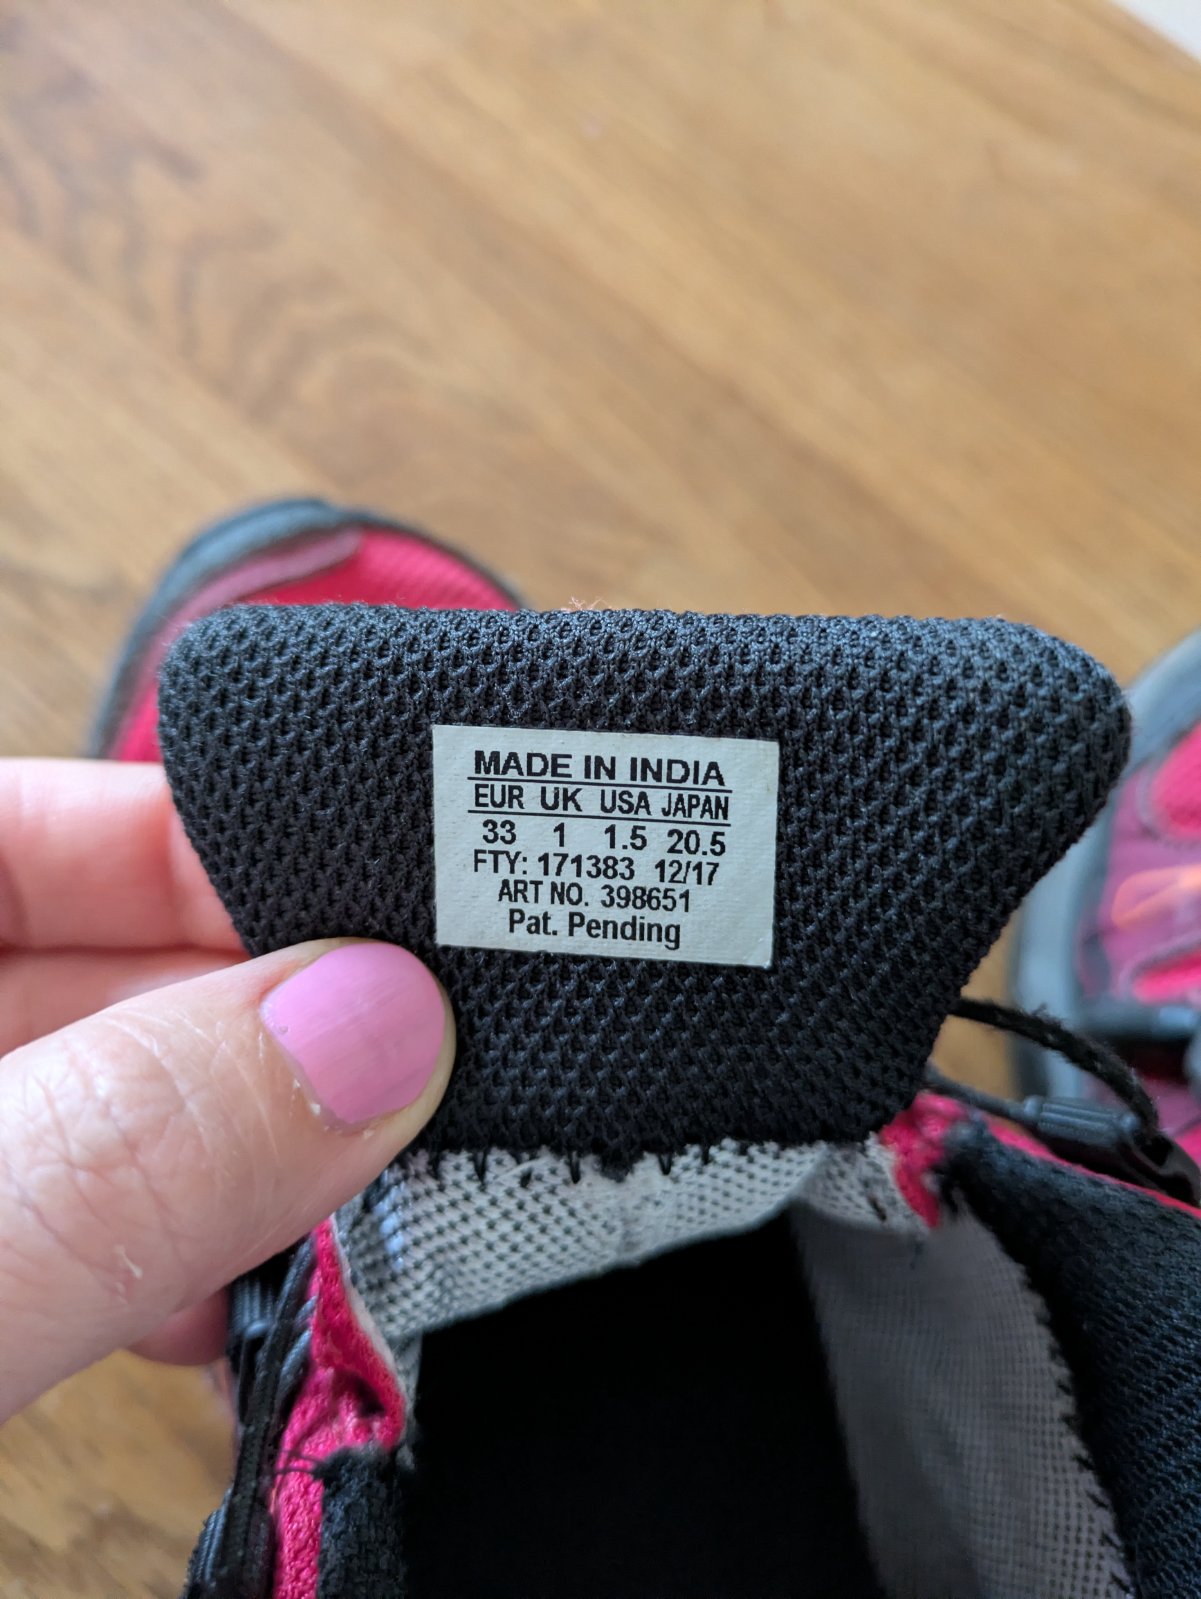 MADE IN INDIA
EUR UK USA JAPAN
33 1 1.5 20.5
FTY: 171383 12/17
ART NO. 398651
Pat. Pending